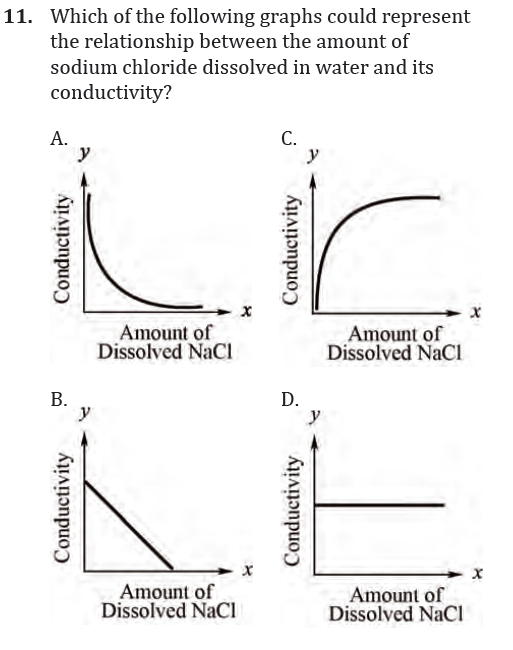 11. Which of the following graphs could represent
the relationship between the amount of
sodium chloride dissolved in water and its
conductivity?
A.
y
Conductivity
x
Amount of
Dissolved NaCl
C.
y
Conductivity
x
Amount of
Dissolved NaCl
B.
y
Conductivity
x
Amount of
Dissolved NaCl
D.
y
Conductivity
x
Amount of
Dissolved NaCl